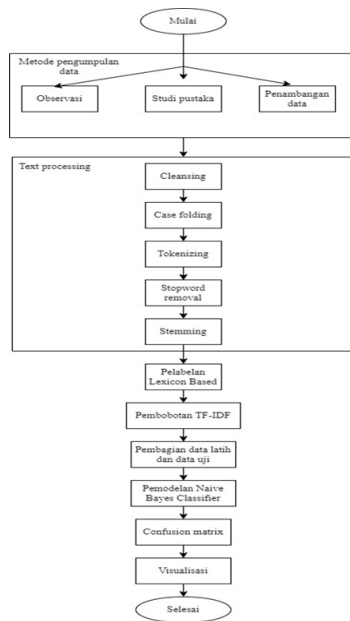 Mulai
Metode pengumpulan
data
Observasi
Studi pustaka
Penambangan
data
Text processing
Cleansing
Case folding
Tokenizing
Stopword
removal
Stemming
Pelabelan
Lexicon Based
Pembobotan TF-IDF
Pembagian data latih
dan data uji
Pemodelan Naive
Bayes Classifier
Confusion matrix
Visualisasi
Selesai